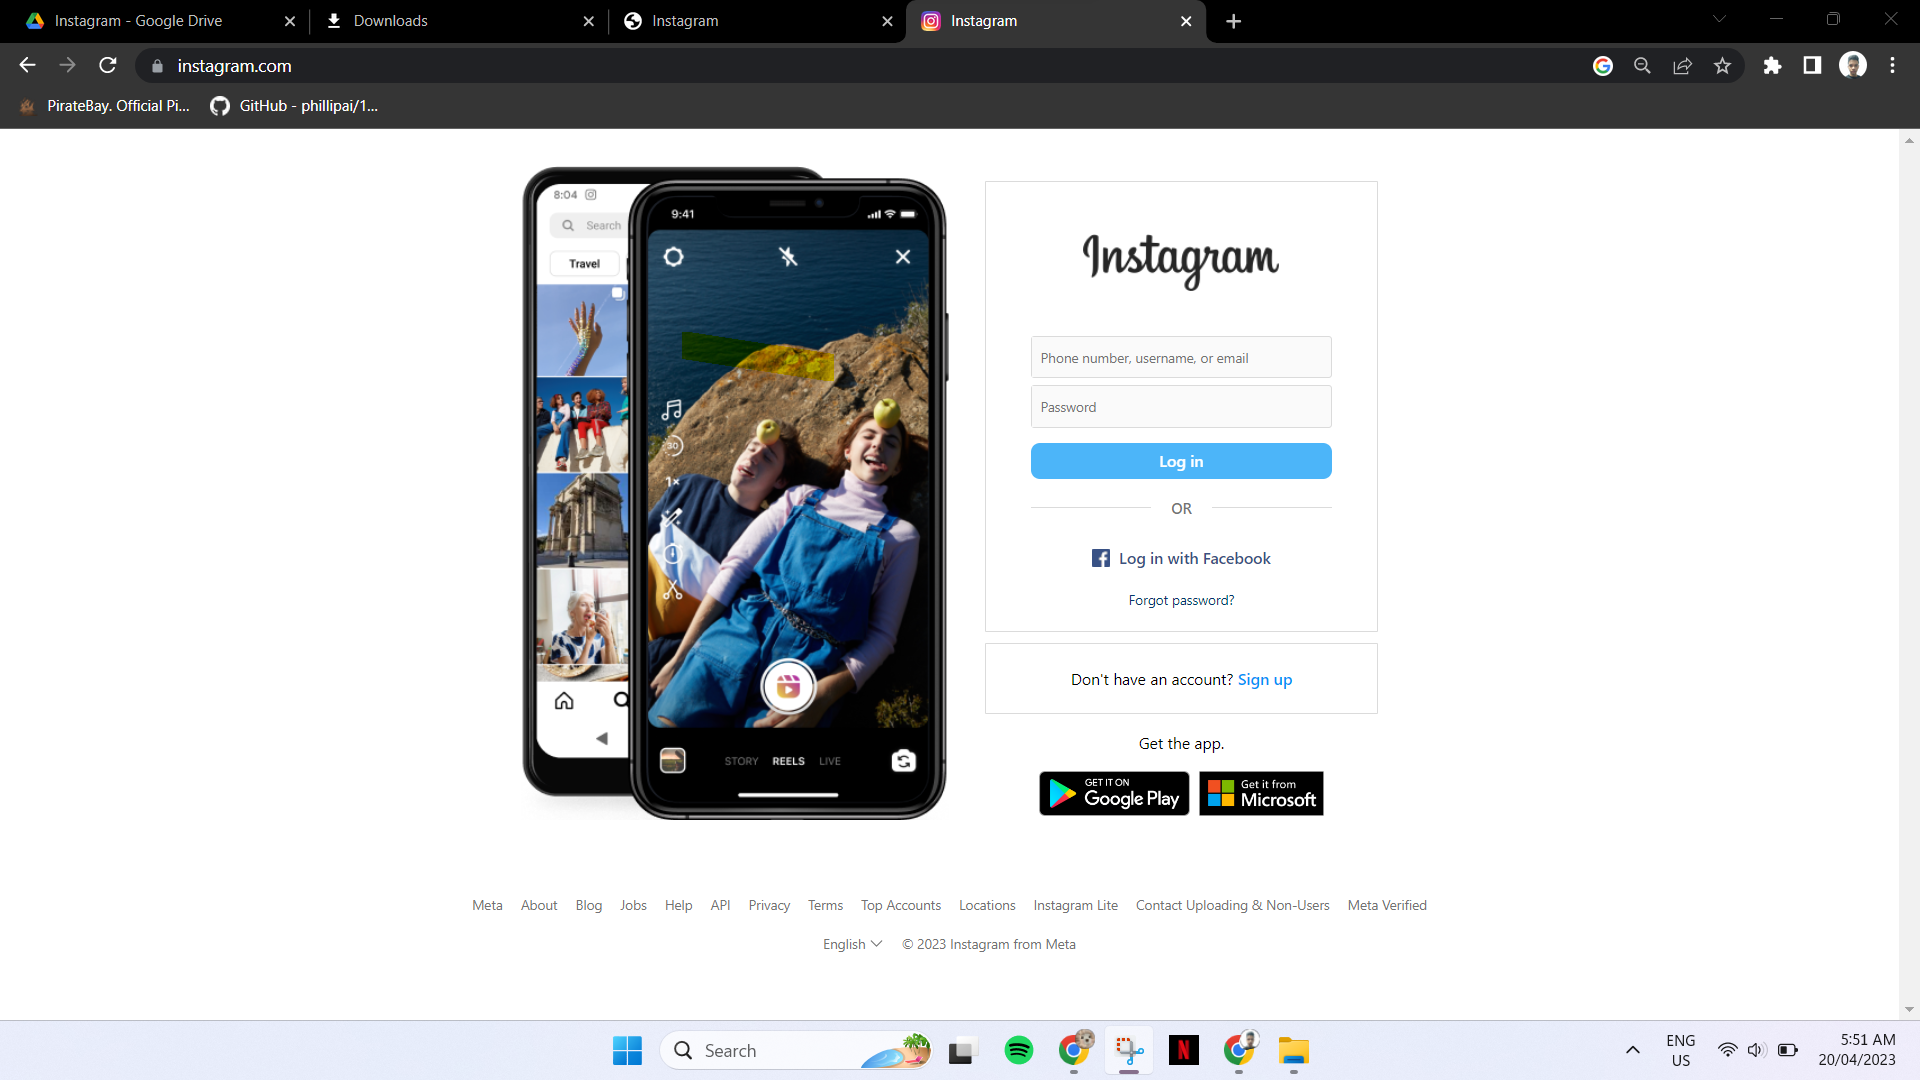 Instagram - Google Drive
Downloads
Instagram
Instagram
instagram.com
PirateBay. Official Pi...
GitHub - phillipai/1...
8:04
Search
Travel
9:41
30
1×
STORY REELS LIVE
Instagram
Phone number, username, or email
Password
Log in
OR
Log in with Facebook
Forgot password?
Don't have an account? Sign up
Get the app.
GET IT ON
Google Play
Get it from
Microsoft
Meta About Blog Jobs Help API Privacy Terms Top Accounts Locations Instagram Lite Contact Uploading & Non-Users Meta Verified
English © 2023 Instagram from Meta
Search
ENG
US
5:51 AM
20/04/2023